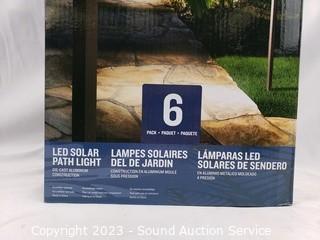 6
PACK • PAQUET • PAQUETE
LED SOLAR
PATH LIGHT
DIE-CAST ALUMINUM
CONSTRUCTION
LAMPES SOLAIRES
DEL DE JARDIN
CONSTRUCTION EN ALUMINIUM MOULÉ
SOUS PRESSION
LÁMPARAS LED
SOLARES DE SENDERO
EN ALUMINIO METÁLICO MOLDEADO
A PRESIÓN
Copyright 2023 - Sound Auction Service